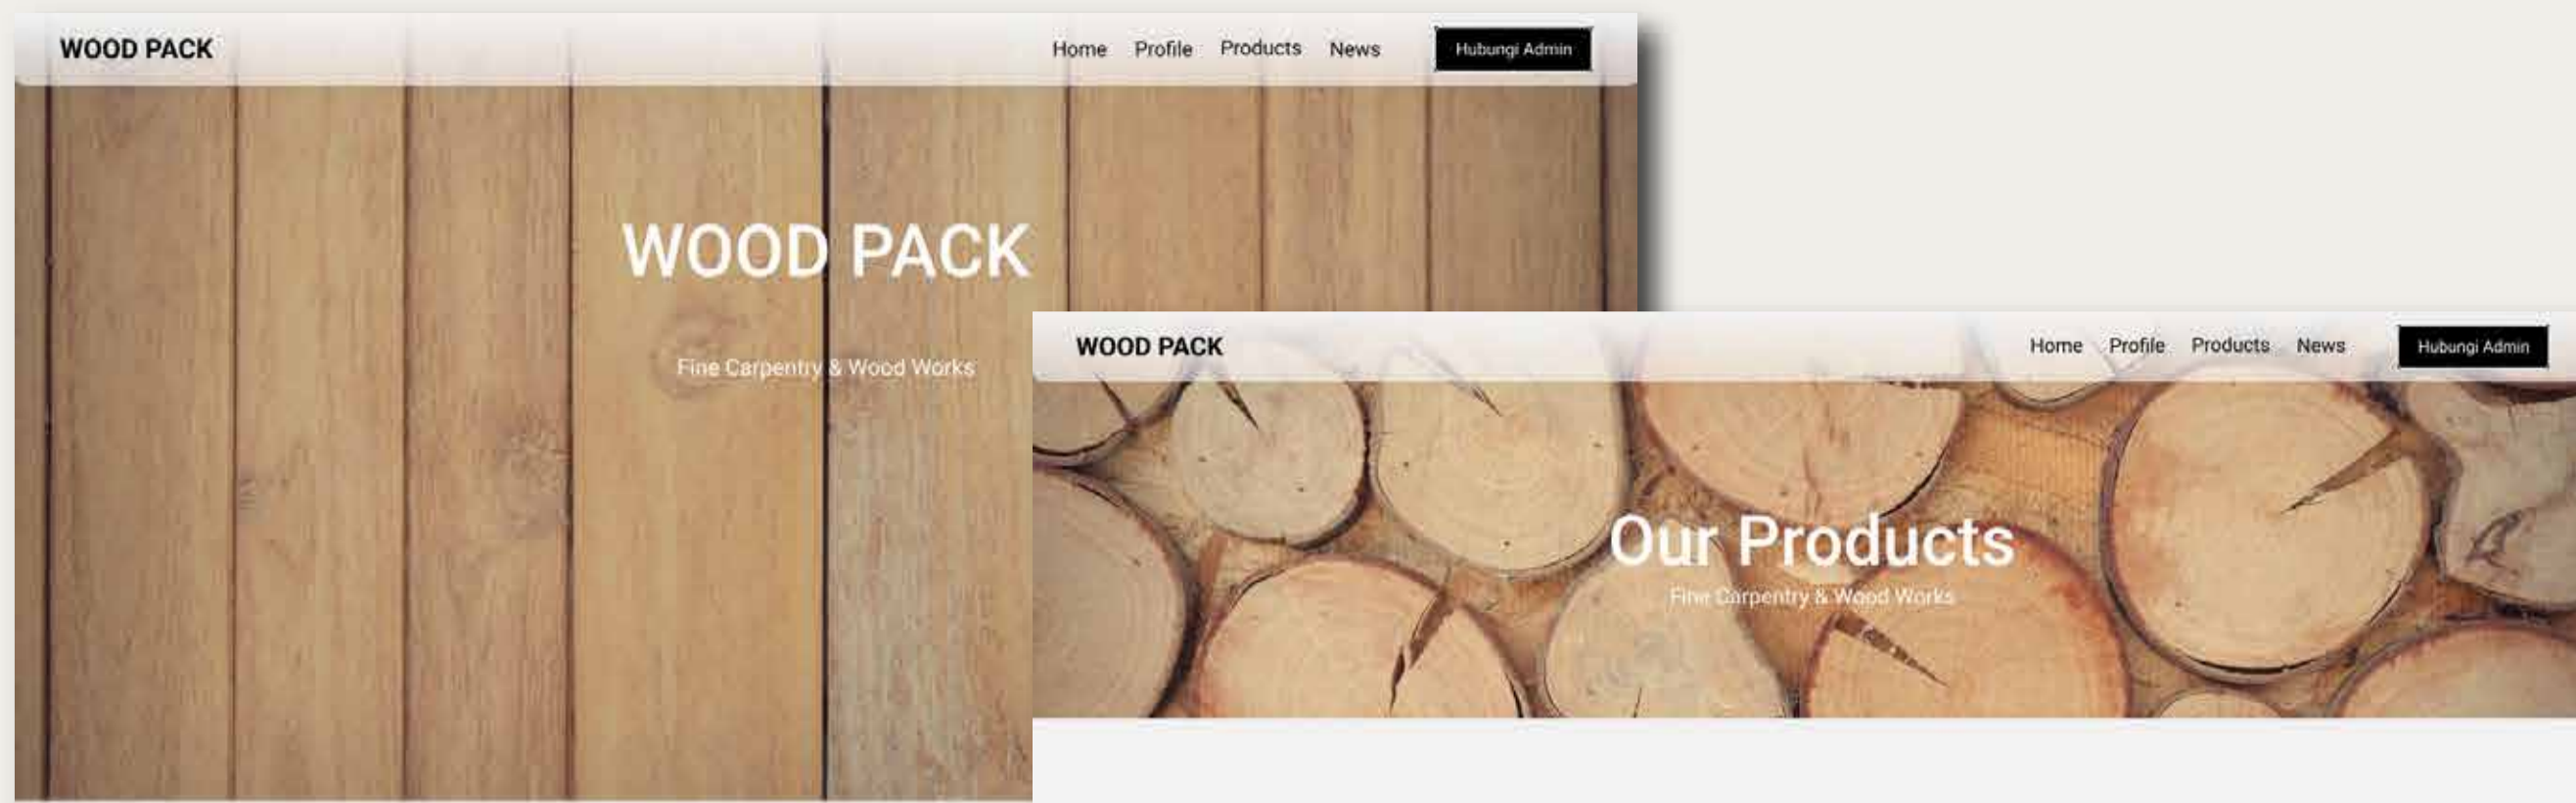 WOOD PACK
Home Profile Products News Hubungi Admin
WOOD PACK
Fine Carpentry & Wood Works
WOOD PACK
Home Profile Products News Hubungi Admin
Our Products
Fine Carpentry & Wood Works